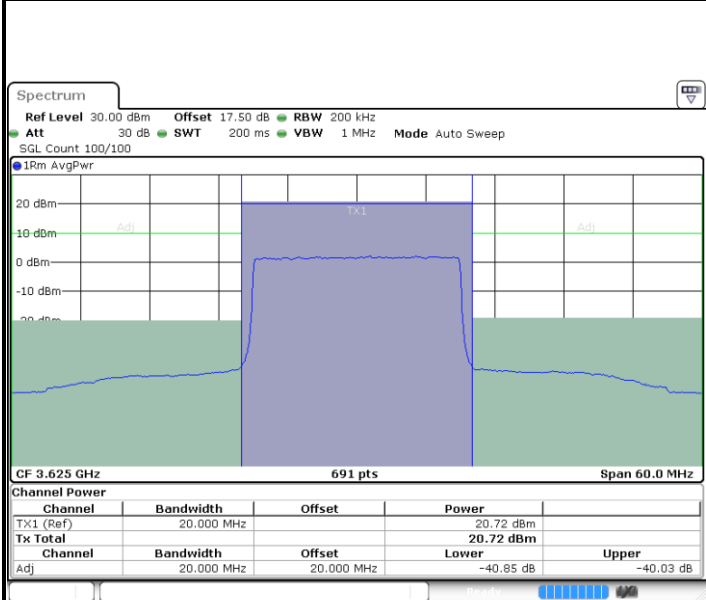 Spectrum
Ref Level 30.00 dBm Offset 17.50 dB RBW 200 kHz
Att 30 dB SWT 200 ms VBW 1 MHz Mode Auto Sweep
SGL Count 100/100
1Rm AvgPwr
20 dBm
TX1
Adj Adj
10 dBm
0 dBm
-10 dBm
-20 dBm
CF 3.625 GHz 691 pts Span 60.0 MHz
Channel Power
Channel Bandwidth Offset Power
TX1 (Ref) 20.000 MHz 20.72 dBm
Tx Total 20.72 dBm
Channel Bandwidth Offset Lower Upper
Adj 20.000 MHz 20.000 MHz -40.85 dB -40.03 dB
Ready